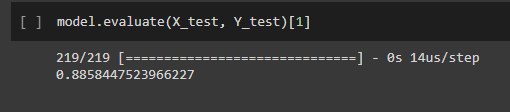 [ ] model.evaluate(X_test, Y_test)[1]
219/219 [==============================] - 0s 14us/step
0.8858447523966227